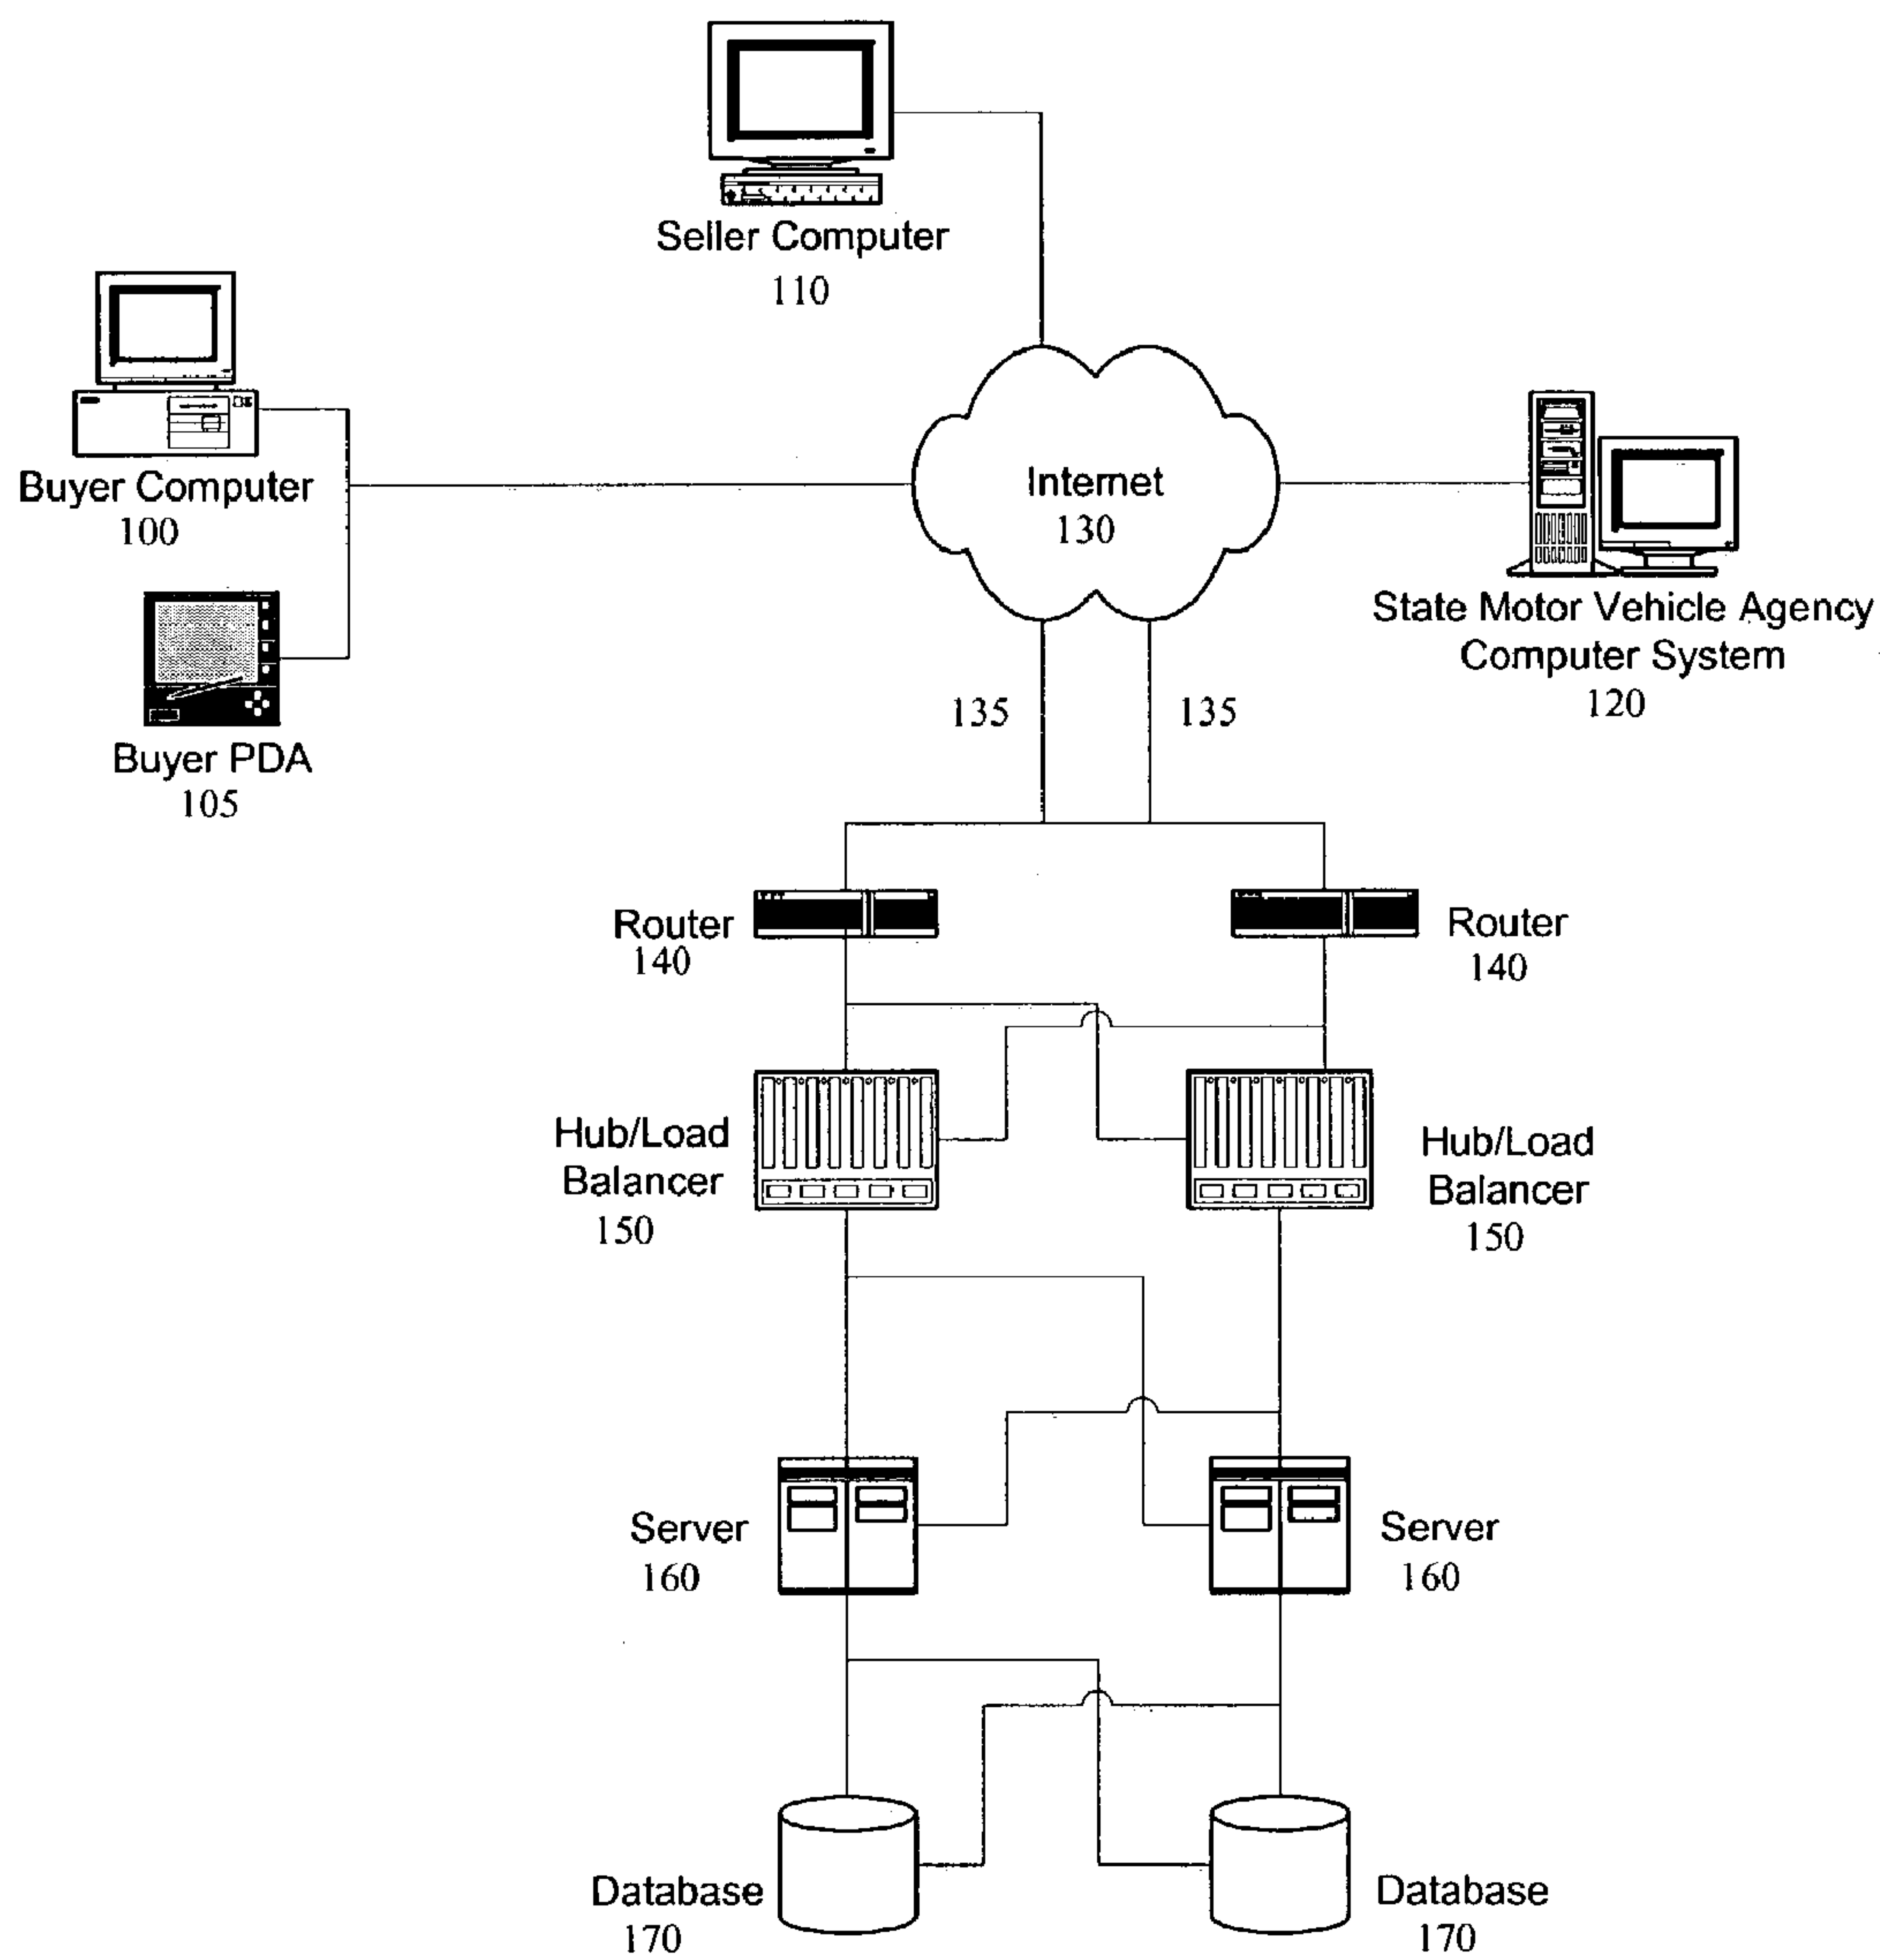 Seller Computer
110
Buyer Computer
100
Internet
130
State Motor Vehicle Agency
Computer System
120
Buyer PDA
105
135
135
Router
140
Router
140
Hub/Load
Balancer
150
Hub/Load
Balancer
150
Server
160
Server
160
Database
170
Database
170